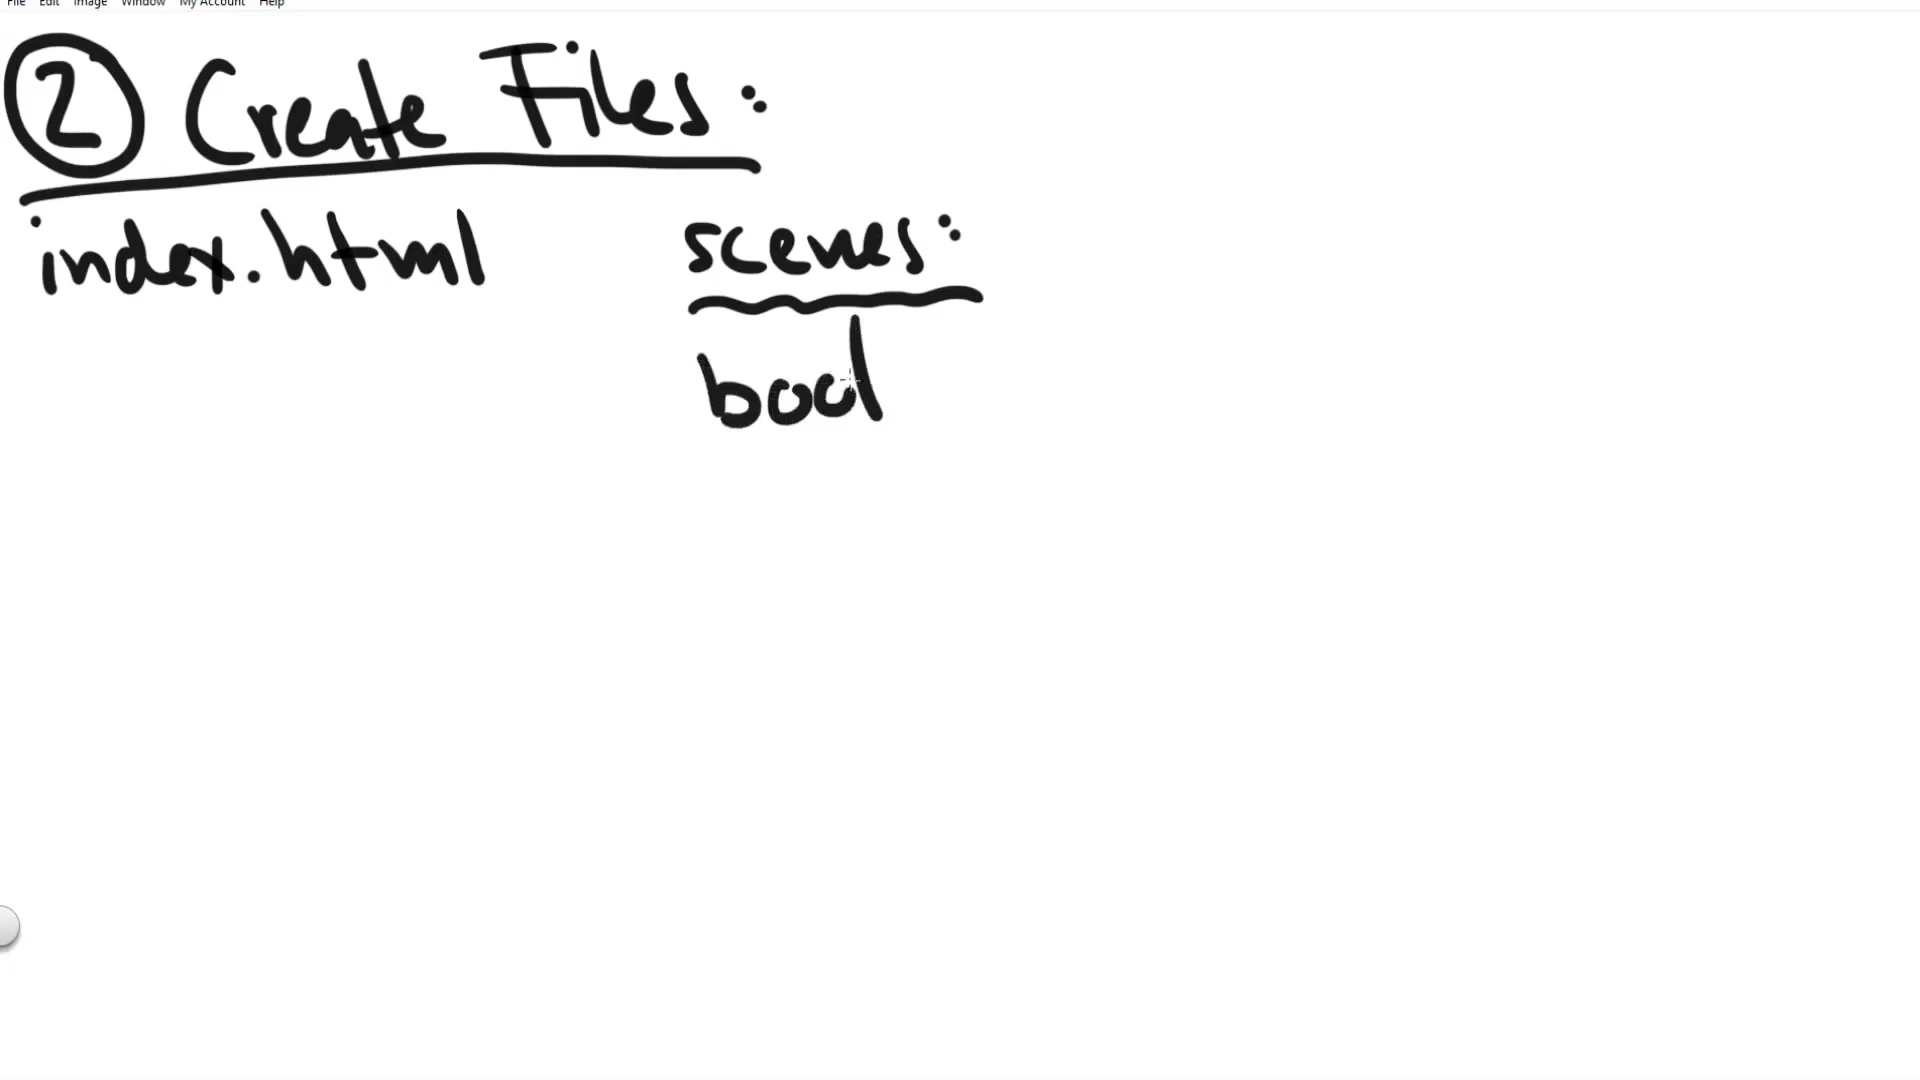 File Edit Image Window My Account Help
② Create Files:
index.html
scenes:
bool